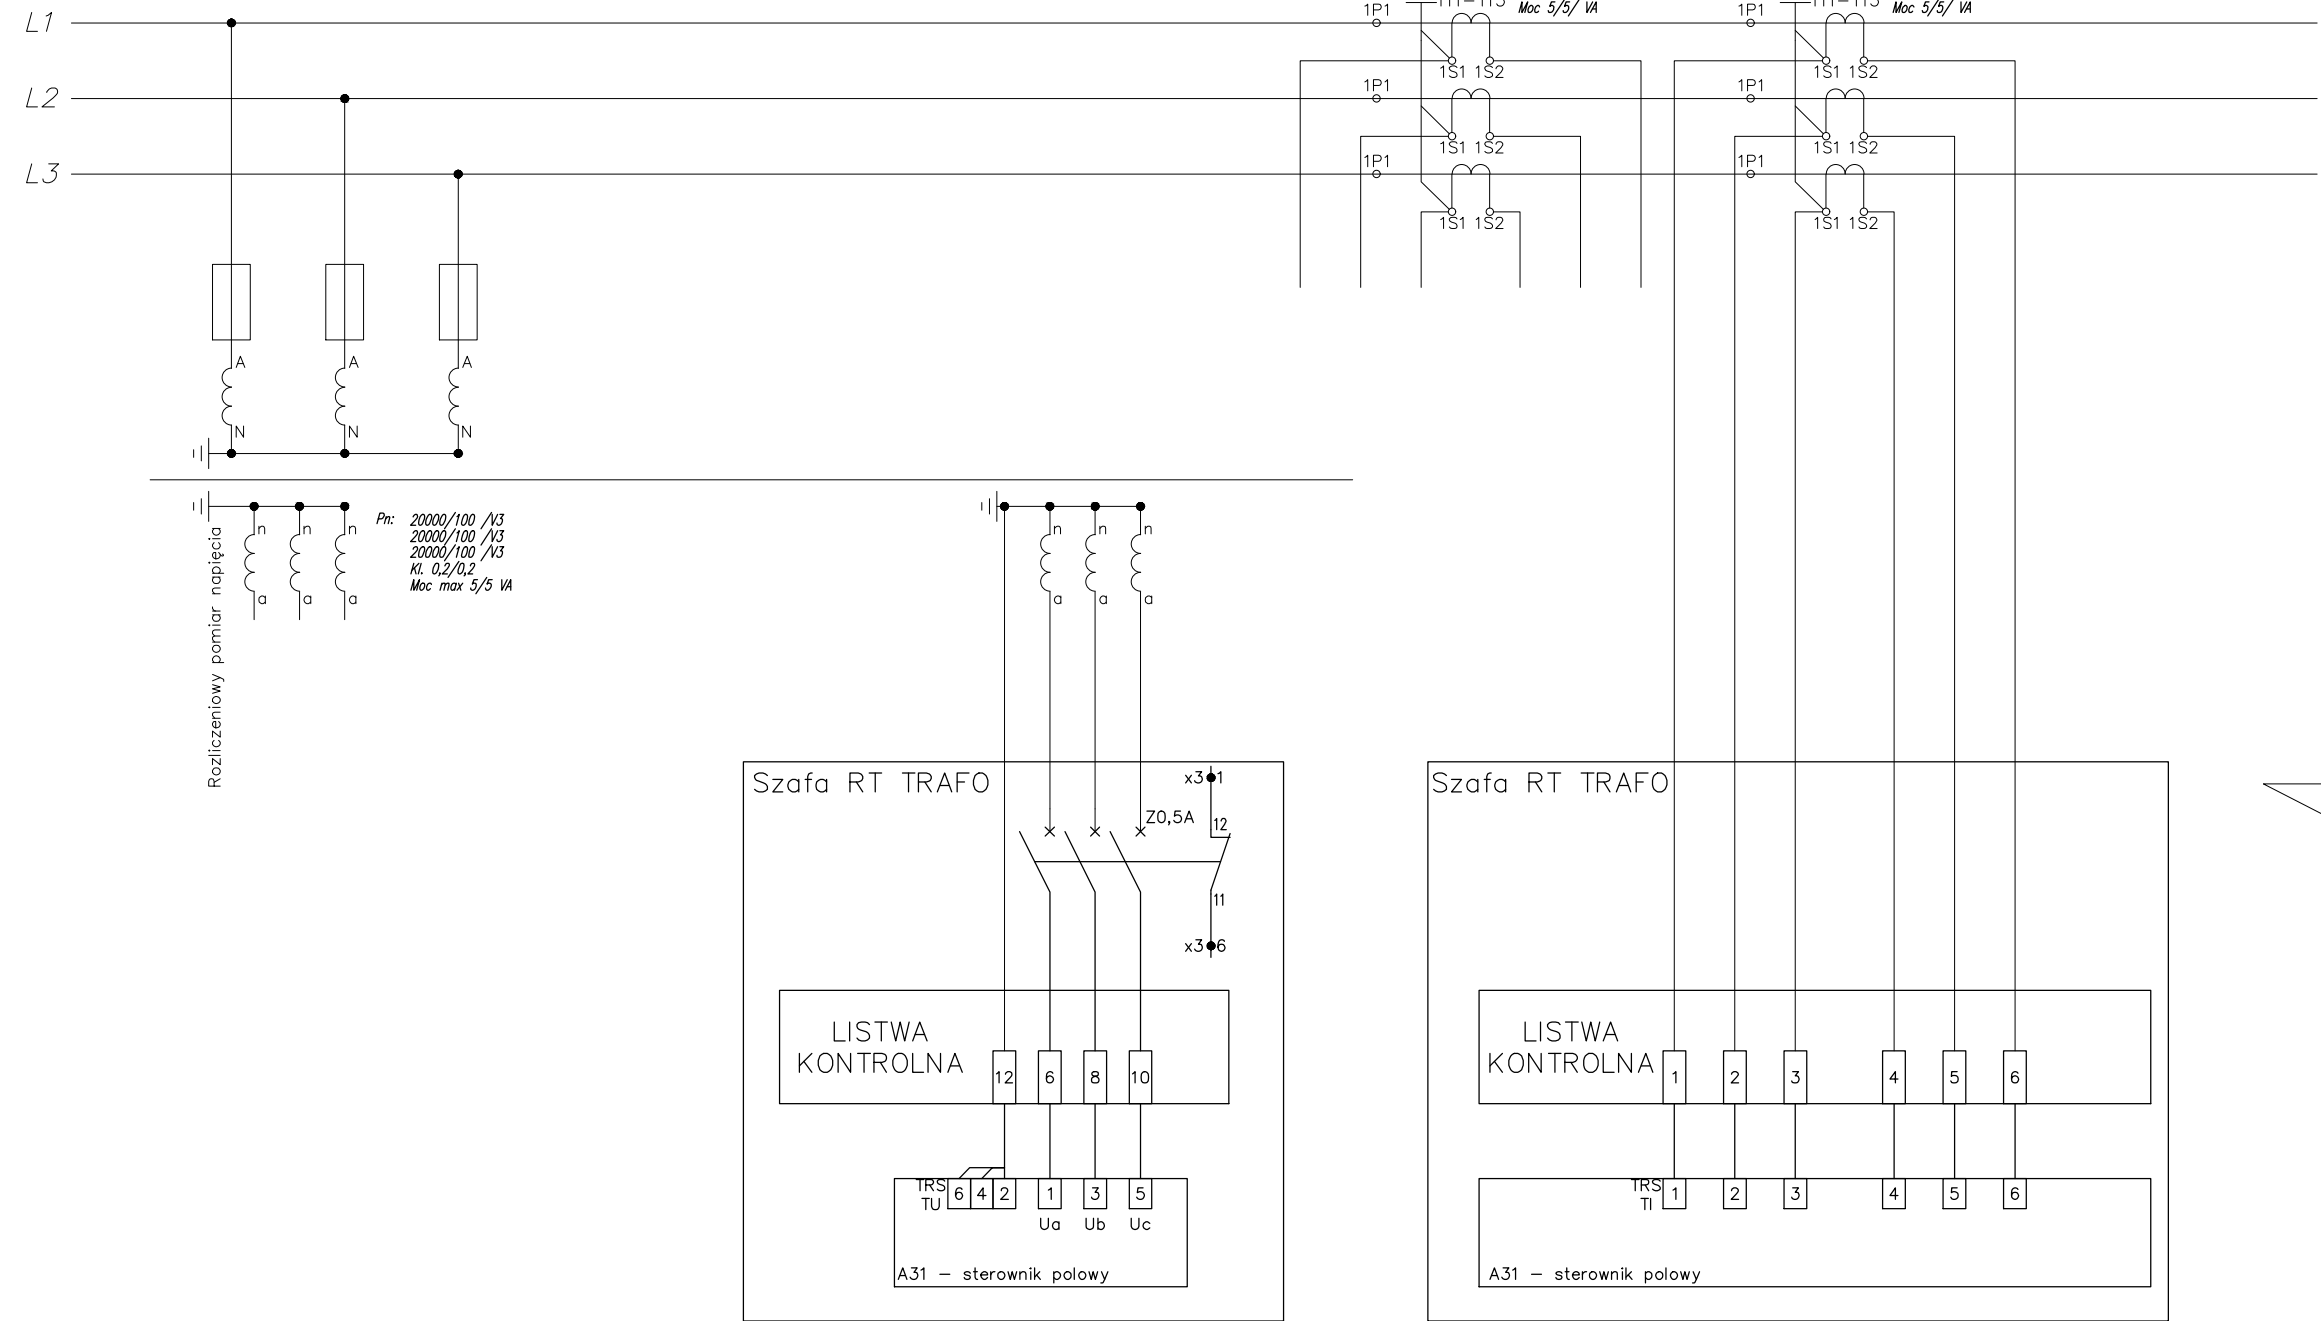 L1
1P1
Moc 5/5/ VA
1P1
Moc 5/5/ VA
1S1 1S2
1S1 1S2
L2
1P1
1P1
1S1 1S2
1S1 1S2
L3
1P1
1P1
1S1 1S2
1S1 1S2
A
A
A
N
N
N
Rozliczeniowy pomiar napięcia
n
n
n
a
a
a
Pn: 20000/100 /V3
20000/100 /V3
20000/100 /V3
Kl. 0,2/0,2
Moc max 5/5 VA
n
n
n
a
a
a
Szafa RT TRAFO
x3 1
Z0,5A
12
11
x3 6
LISTWA
KONTROLNA
12 6 8 10
TRS
TU
6 4 2 1 3 5
Ua Ub Uc
A31 – sterownik polowy
Szafa RT TRAFO
LISTWA
KONTROLNA
1 2 3 4 5 6
TRS
TI
1 2 3 4 5 6
A31 – sterownik polowy